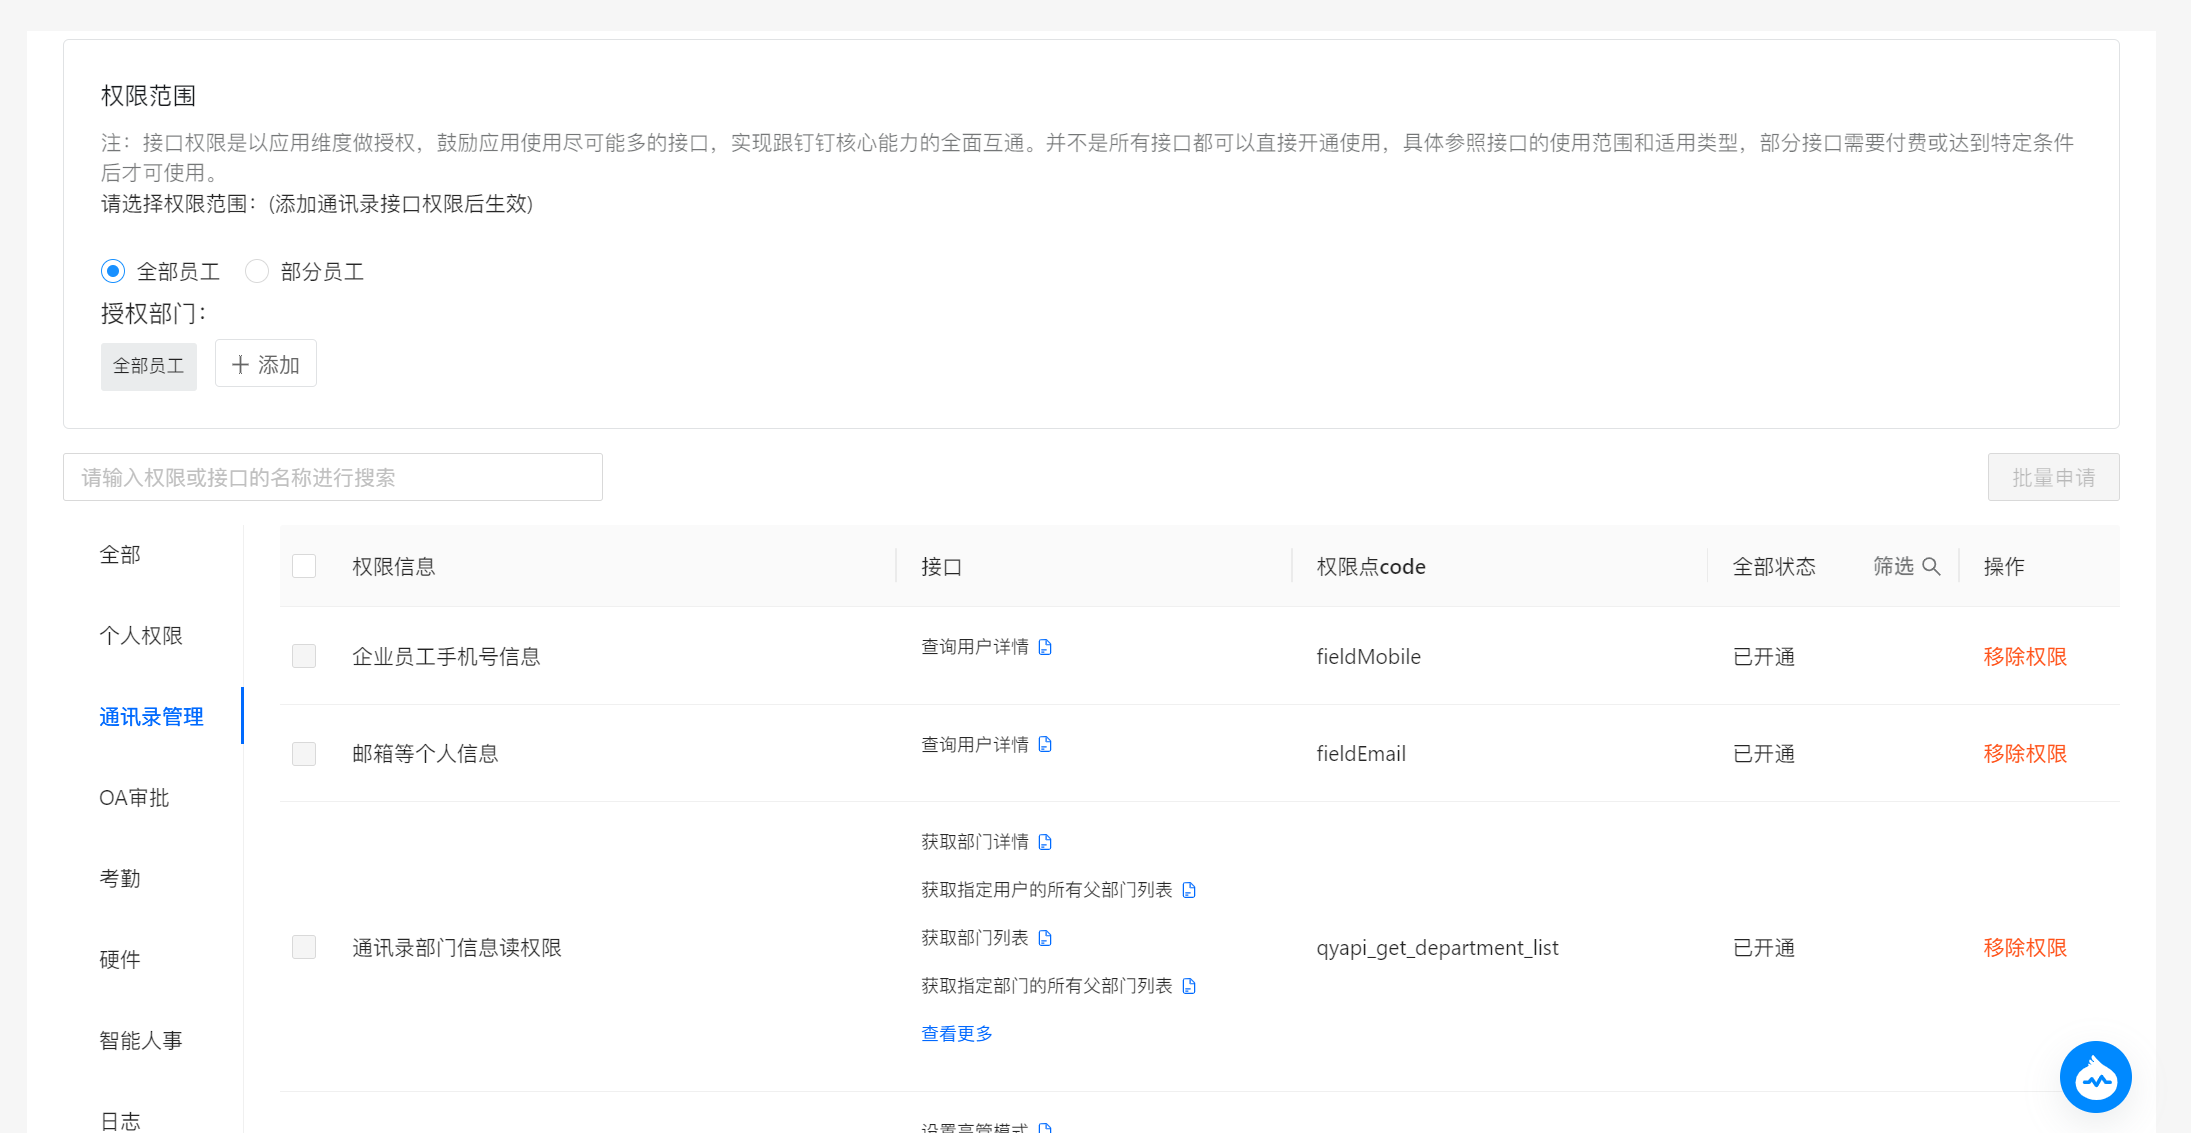 权限范围
注：接口权限是以应用维度做授权，鼓励应用使用尽可能多的接口，实现跟钉钉核心能力的全面互通。并不是所有接口都可以直接开通使用，具体参照接口的使用范围和适用类型，部分接口需要付费或达到特定条件
后才可使用。
请选择权限范围：(添加通讯录接口权限后生效)
全部员工 部分员工
授权部门：
全部员工 添加
请输入权限或接口的名称进行搜索 批量申请
全部
个人权限
通讯录管理
OA审批
考勤
硬件
智能人事
日志
权限信息 接口 权限点code 全部状态 筛选 操作
企业员工手机号信息 查询用户详情 fieldMobile 已开通 移除权限
邮箱等个人信息 查询用户详情 fieldEmail 已开通 移除权限
获取部门详情
获取指定用户的所有父部门列表
获取部门列表
通讯录部门信息读权限 qyapi_get_department_list 已开通 移除权限
获取指定部门的所有父部门列表
查看更多
设置高管模式